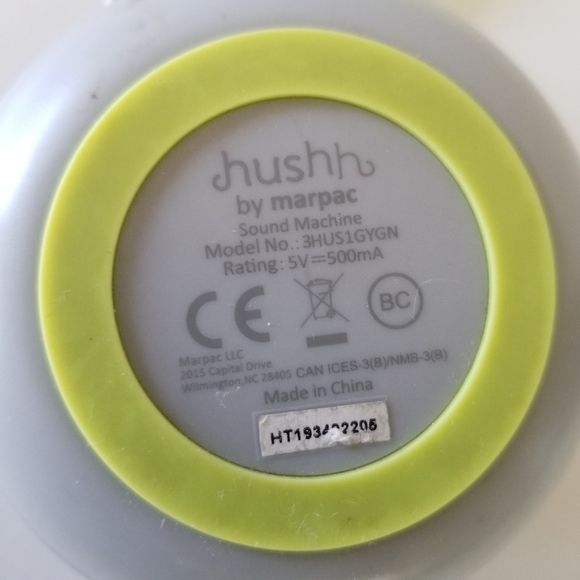 hushh
by marpac
Sound Machine
Model No.: 3HUS1GYGN
Rating: 5V⎓500mA
CE
BC
Marpac LLC
2015 Capital Drive
Wilmington, NC 28405 CAN ICES-3(B)/NMB-3(B)
Made in China